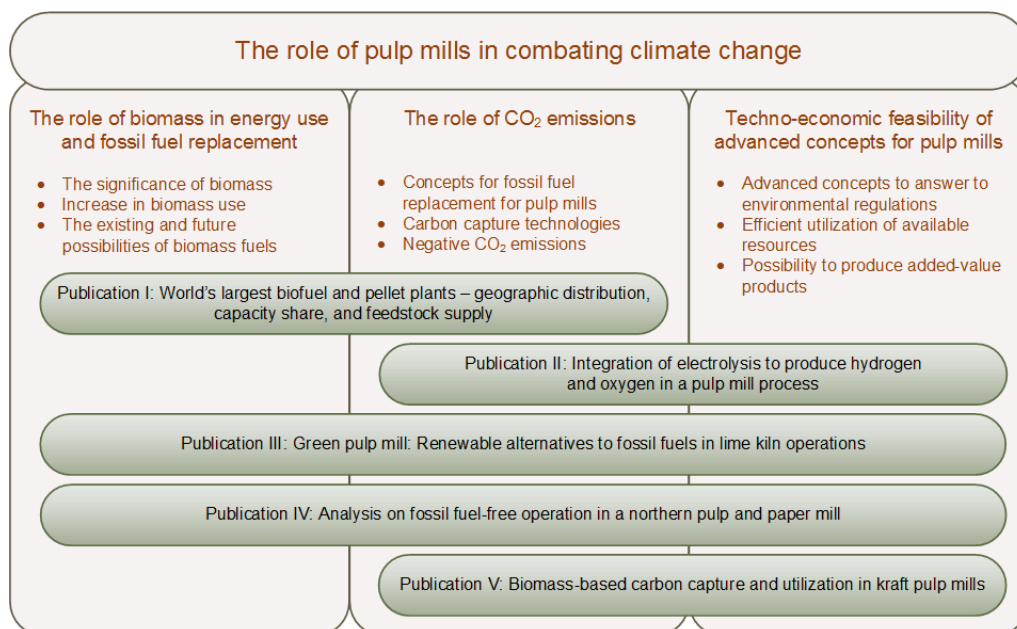 The role of pulp mills in combating climate change
The role of biomass in energy use
and fossil fuel replacement
• The significance of biomass
• Increase in biomass use
• The existing and future
possibilities of biomass fuels
The role of CO₂ emissions
• Concepts for fossil fuel
replacement for pulp mills
• Carbon capture technologies
• Negative CO₂ emissions
Techno-economic feasibility of
advanced concepts for pulp mills
• Advanced concepts to answer to
environmental regulations
• Efficient utilization of available
resources
• Possibility to produce added-value
products
Publication I: World’s largest biofuel and pellet plants – geographic distribution,
capacity share, and feedstock supply
Publication II: Integration of electrolysis to produce hydrogen
and oxygen in a pulp mill process
Publication III: Green pulp mill: Renewable alternatives to fossil fuels in lime kiln operations
Publication IV: Analysis on fossil fuel-free operation in a northern pulp and paper mill
Publication V: Biomass-based carbon capture and utilization in kraft pulp mills